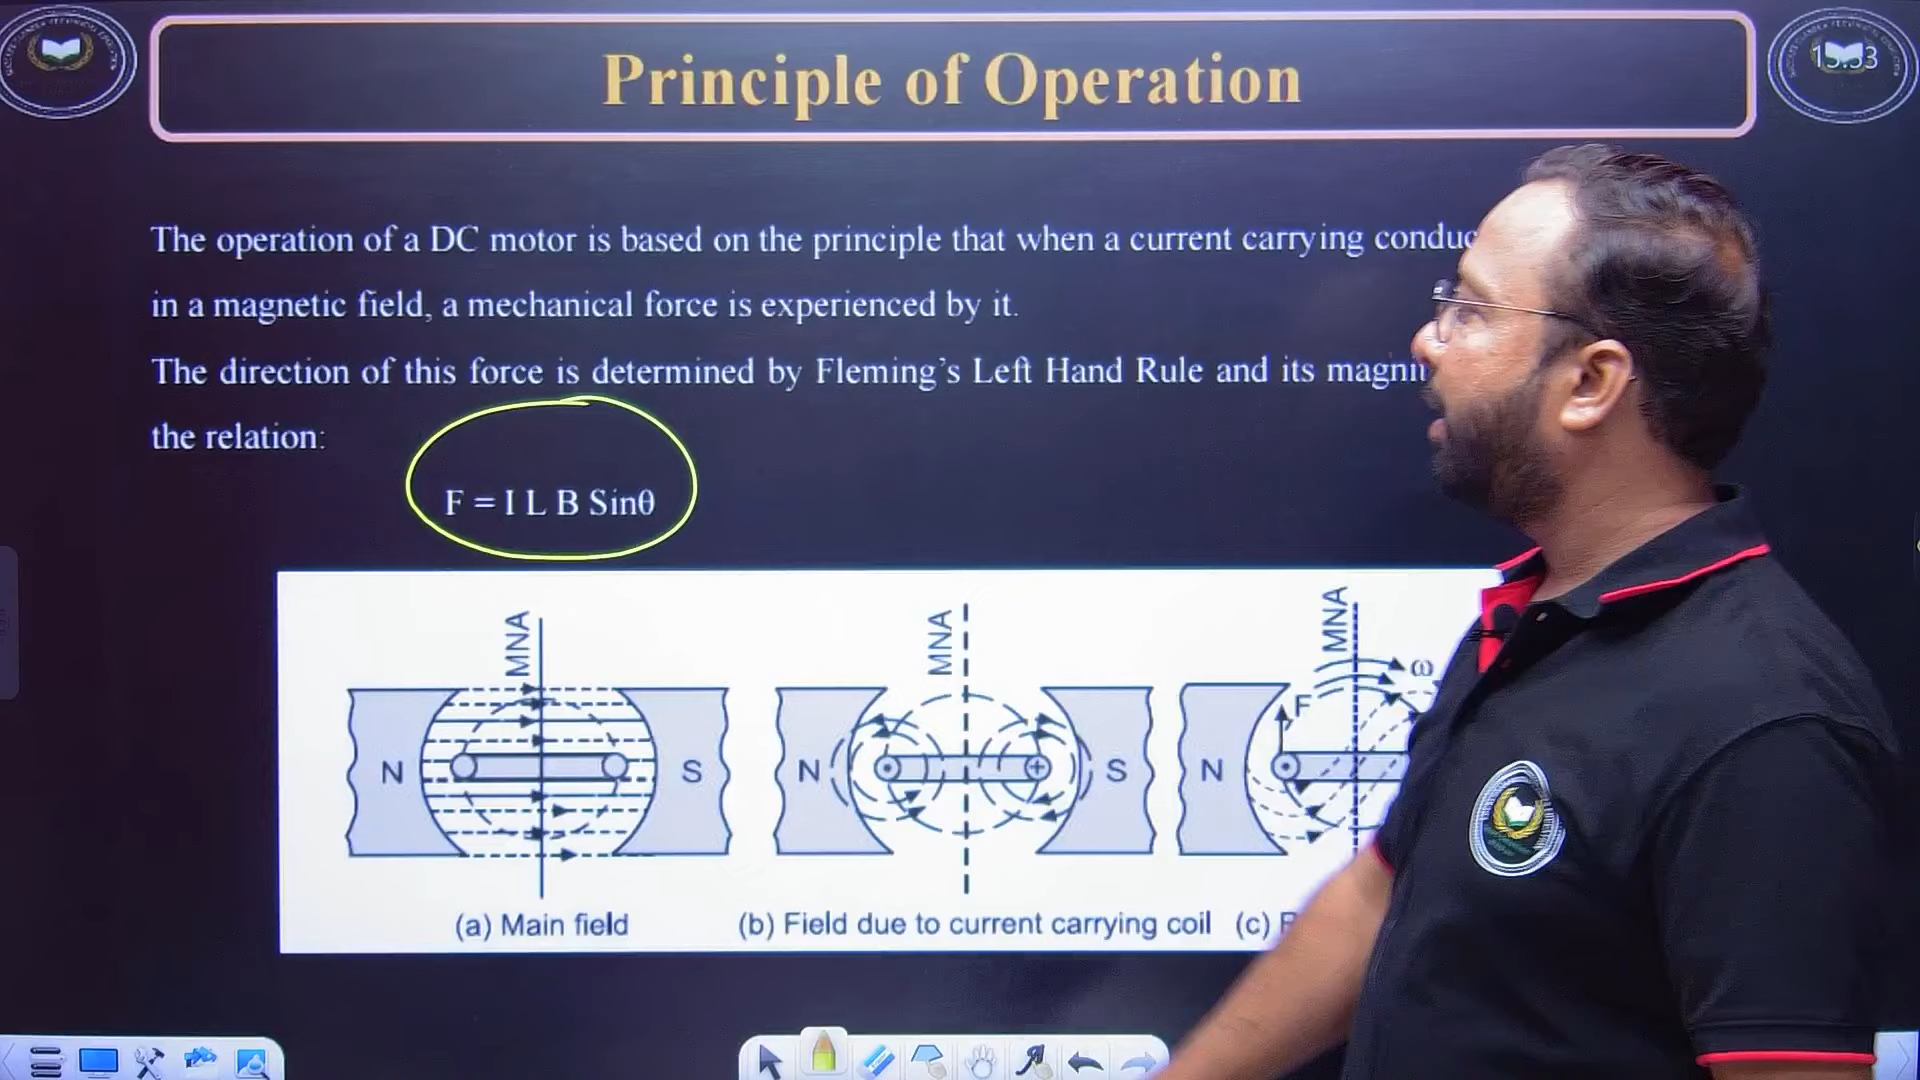 Principle of Operation
The operation of a DC motor is based on the principle that when a current carrying
in a magnetic field, a mechanical force is experienced by it.
The direction of this force is determined by Fleming's Left Hand Rule and its
the relation:
F = I L B Sinθ
MNA
MNA
MNA
ω
F
N
S
N
S
N
(a) Main field
(b) Field due to current carrying coil
(c)